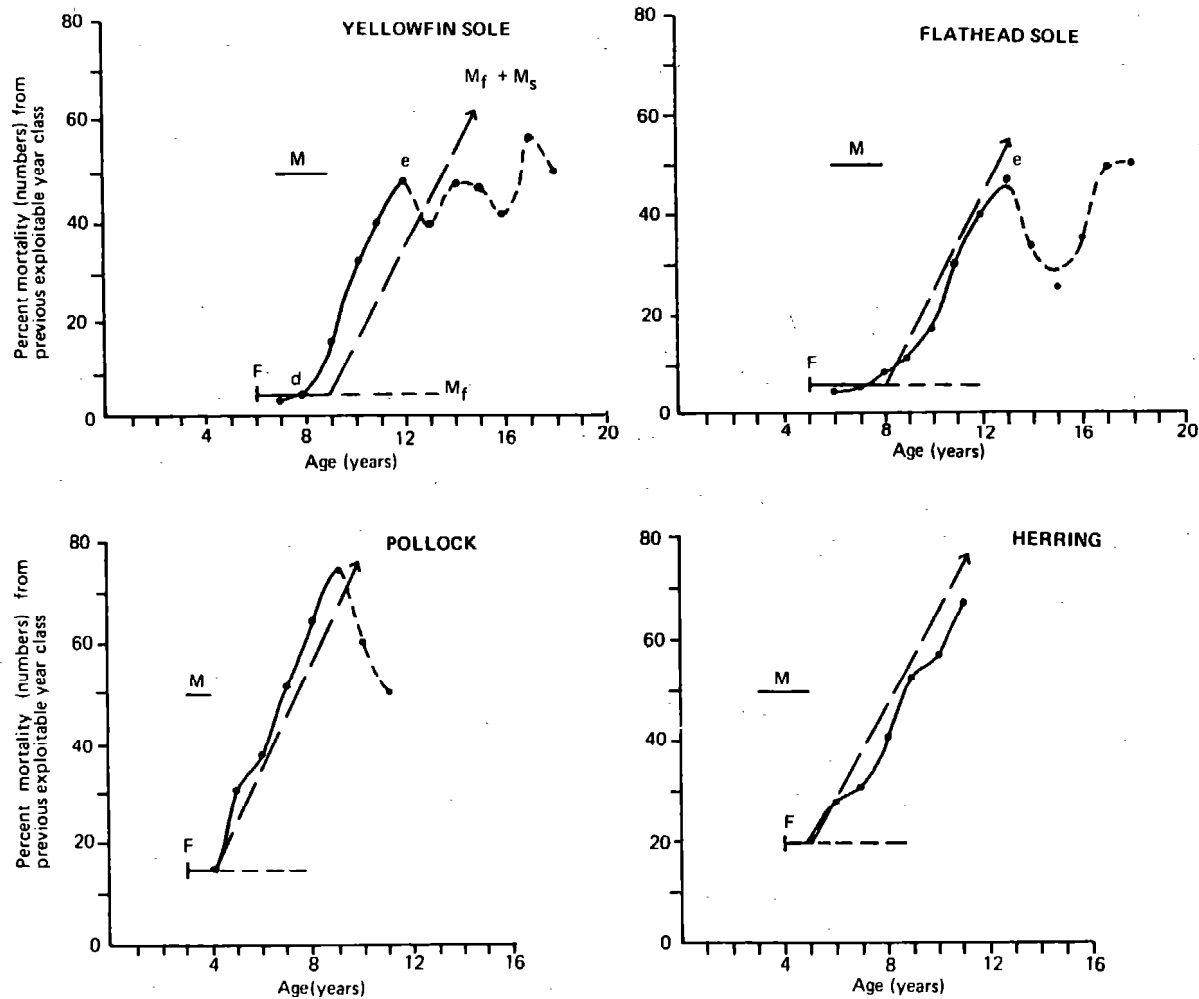 YELLOWFIN SOLE
Percent mortality (numbers) from
previous exploitable year class
80
60
40
20
0
M
e
M_f + M_s
F
d
M_f
4
8
12
16
20
Age (years)
FLATHEAD SOLE
80
60
40
20
0
M
e
F
4
8
12
16
20
Age (years)
POLLOCK
Percent mortality (numbers) from
previous exploitable year class
80
60
40
20
0
M
F
4
8
12
16
Age(years)
HERRING
80
60
40
20
0
M
F
4
8
12
16
Age (years)